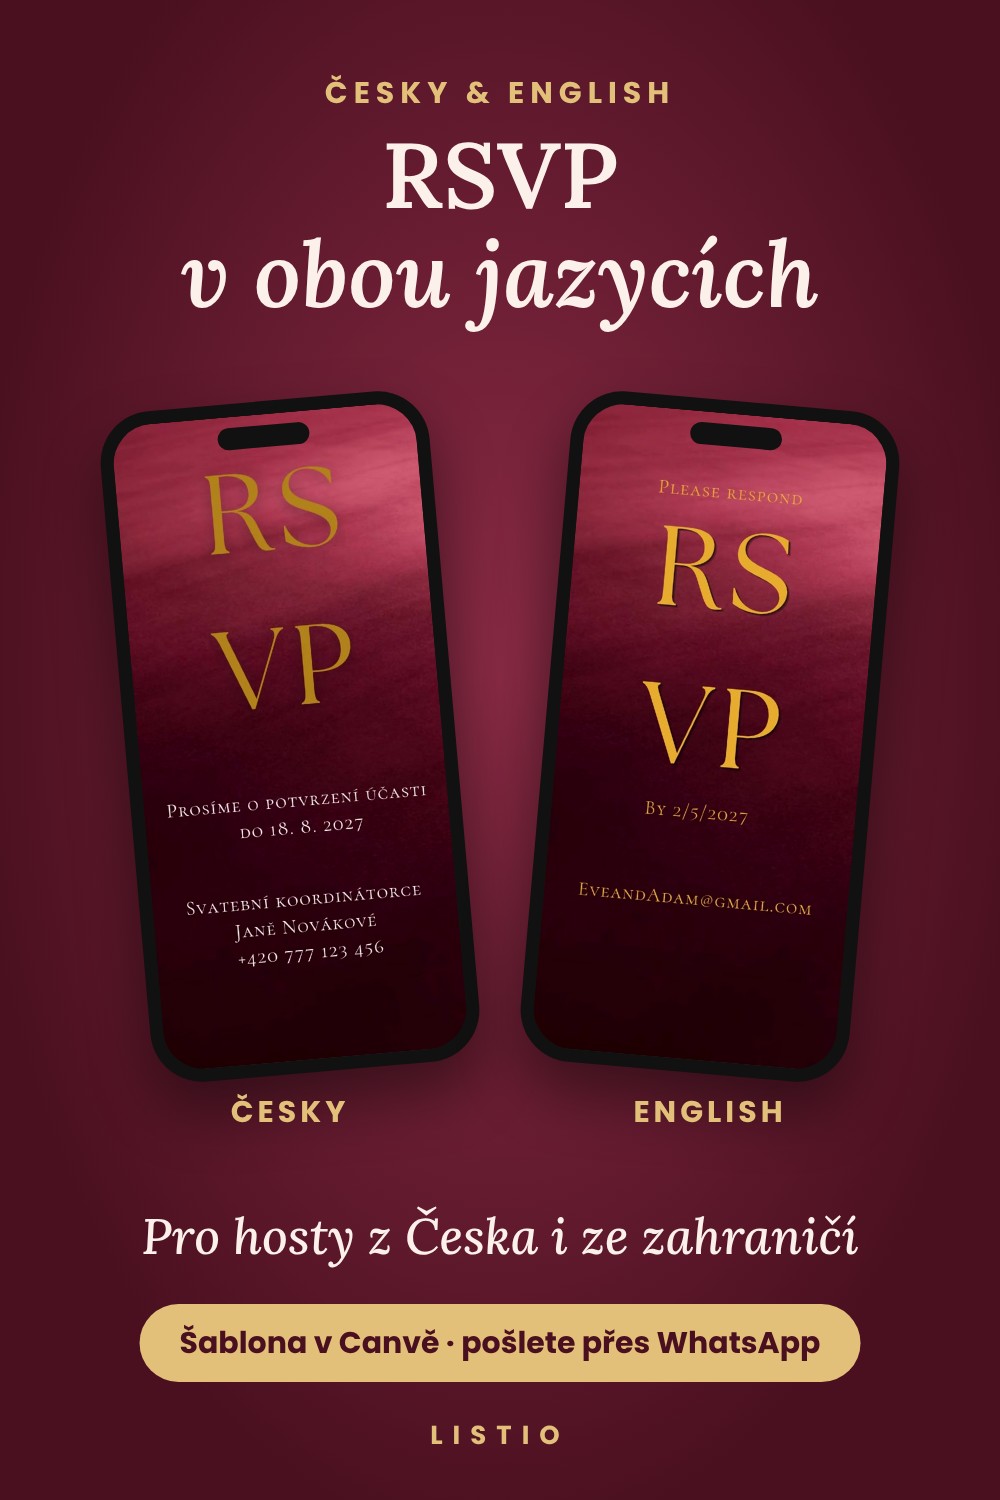 ČESKY & ENGLISH
RSVP
v obou jazycích
RS
VP
Prosíme o potvrzení účasti
do 18. 8. 2027
Svatební koordinátorce
Janě Novákové
+420 777 123 456
ČESKY
Please respond
RS
VP
By 2/5/2027
EveandAdam@gmail.com
ENGLISH
Pro hosty z Česka i ze zahraničí
Šablona v Canvě · pošlete přes WhatsApp
LISTIO